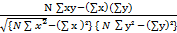 N ∑xy−(∑x)(∑y)
√{N ∑ x²−(∑ x )²} { N ∑ y² −(∑y)²}